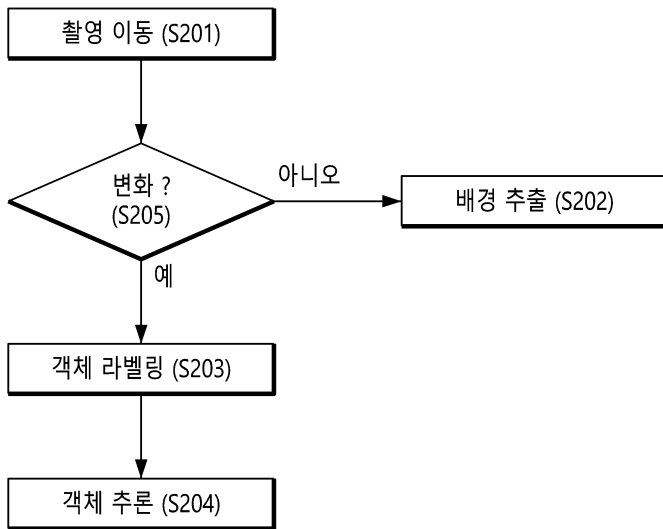 촬영 이동 (S201)
변화 ?
(S205)
아니오
배경 추출 (S202)
예
객체 라벨링 (S203)
객체 추론 (S204)